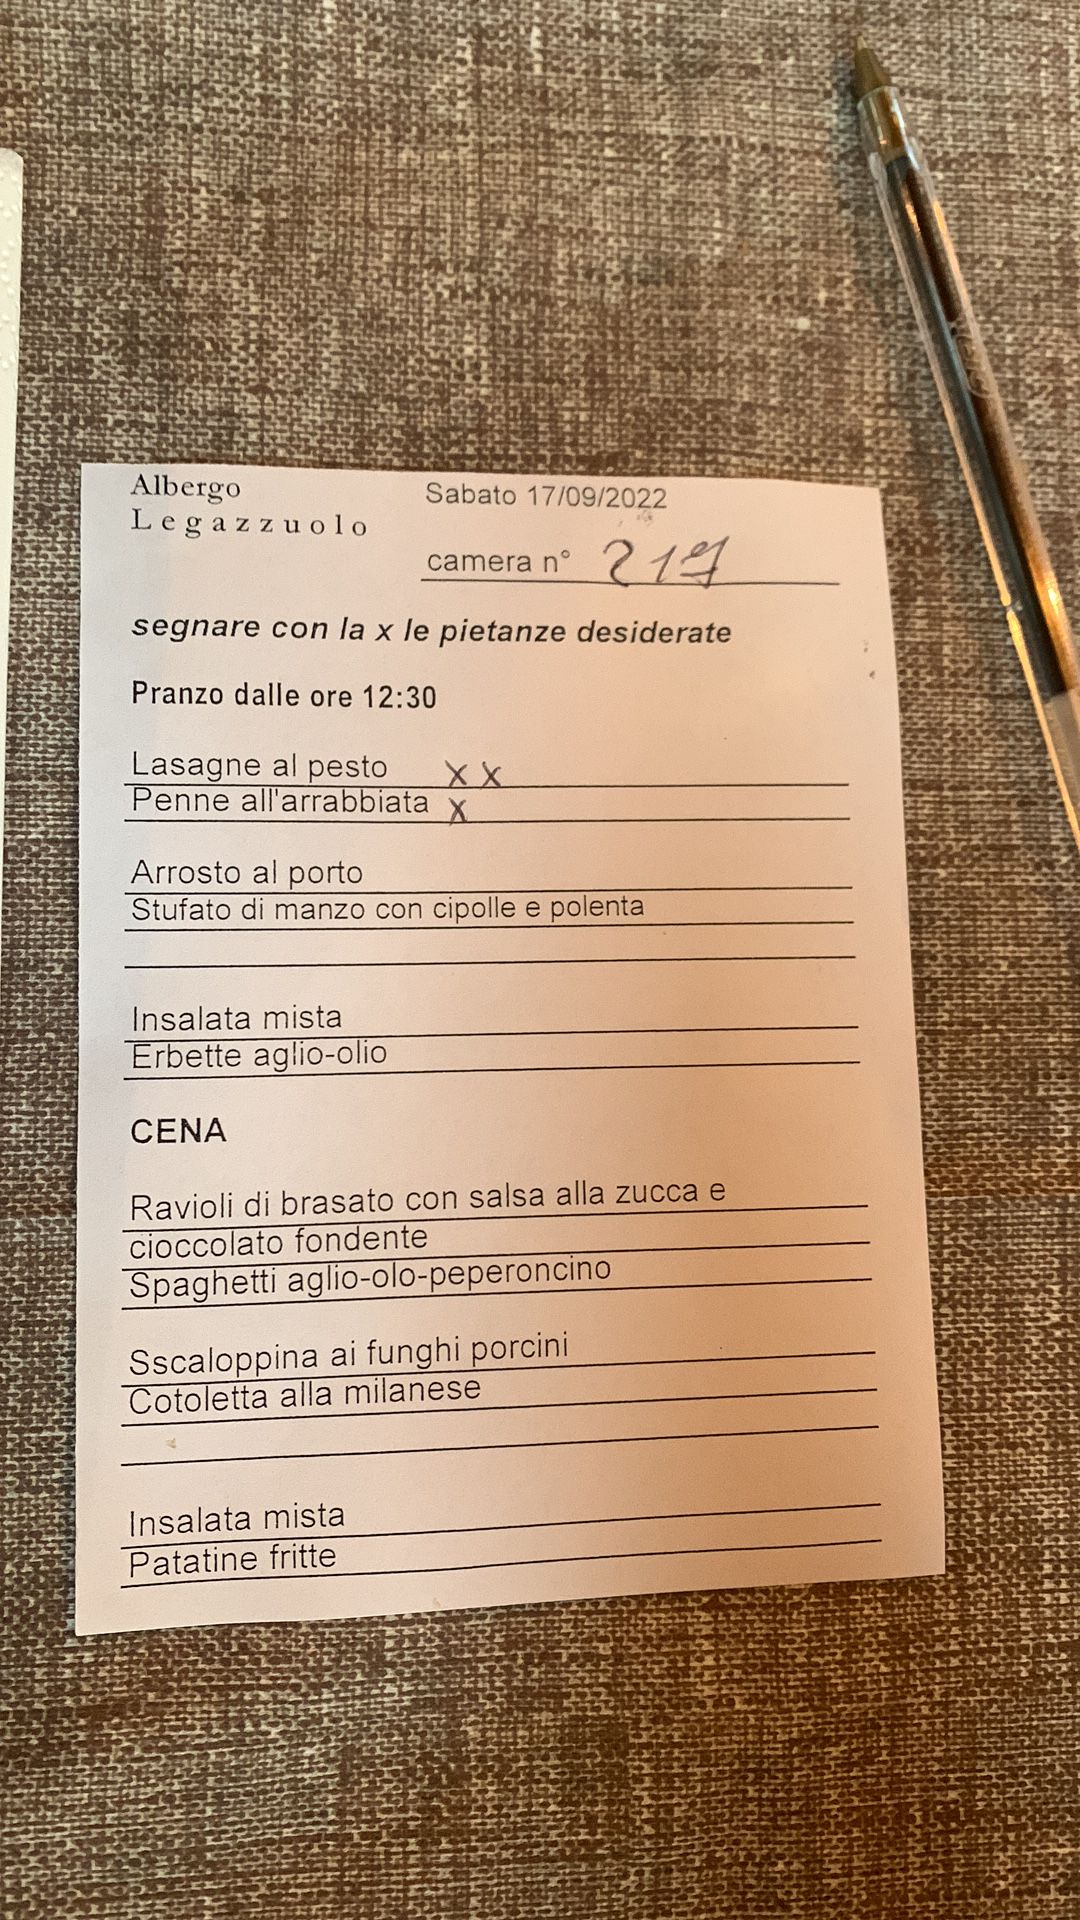 Albergo
Legazzuolo
Sabato 17/09/2022
camera n° 217
segnare con la x le pietanze desiderate
Pranzo dalle ore 12:30
Lasagne al pesto x x
Penne all'arrabbiata x
Arrosto al porto
Stufato di manzo con cipolle e polenta
Insalata mista
Erbette aglio-olio
CENA
Ravioli di brasato con salsa alla zucca e
cioccolato fondente
Spaghetti aglio-olo-peperoncino
Sscaloppina ai funghi porcini
Cotoletta alla milanese
Insalata mista
Patatine fritte